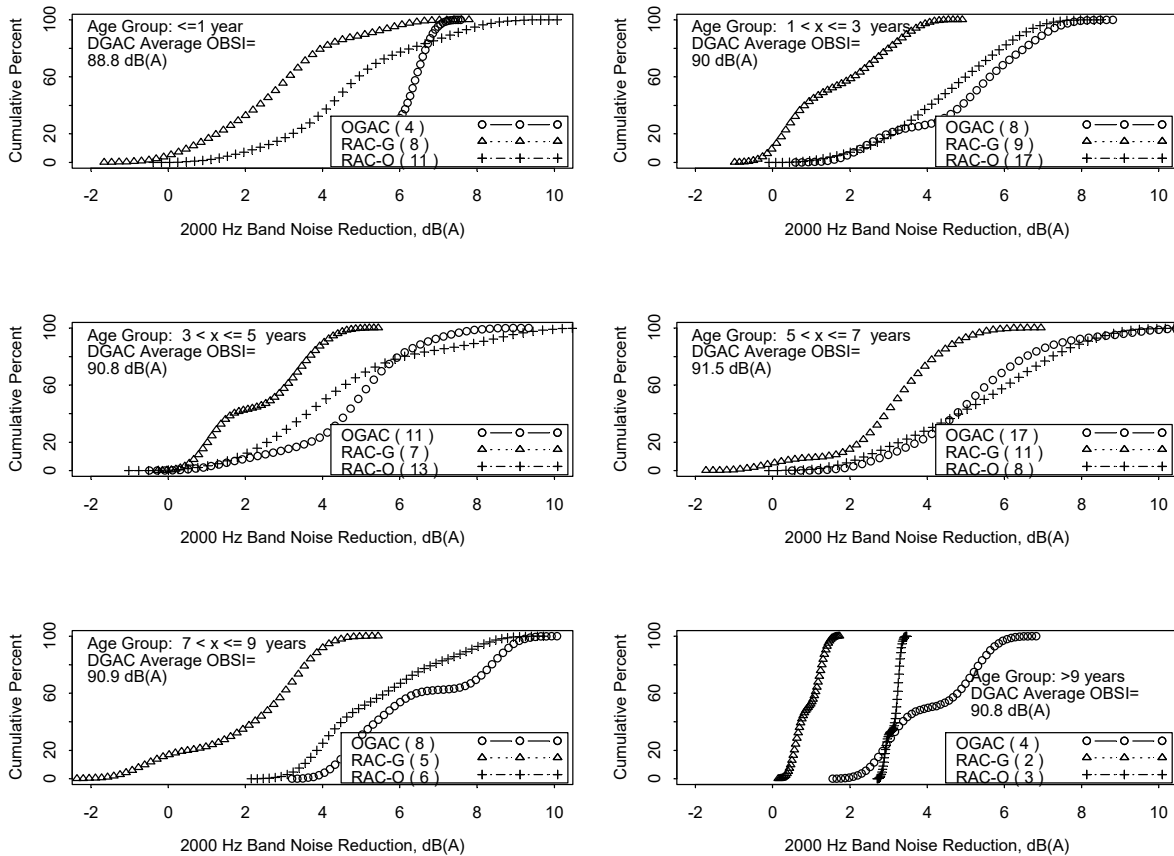 Cumulative Percent
0 20 60 100
Age Group: <=1 year
DGAC Average OBSI=
88.8 dB(A)
OGAC ( 4 )
RAC-G ( 8 )
RAC-O ( 11 )
-2 0 2 4 6 8 10
2000 Hz Band Noise Reduction, dB(A)
Cumulative Percent
0 20 60 100
Age Group: 1 < x <= 3 years
DGAC Average OBSI=
90 dB(A)
OGAC ( 8 )
RAC-G ( 9 )
RAC-O ( 17 )
-2 0 2 4 6 8 10
2000 Hz Band Noise Reduction, dB(A)
Cumulative Percent
0 20 60 100
Age Group: 3 < x <= 5 years
DGAC Average OBSI=
90.8 dB(A)
OGAC ( 11 )
RAC-G ( 7 )
RAC-O ( 13 )
-2 0 2 4 6 8 10
2000 Hz Band Noise Reduction, dB(A)
Cumulative Percent
0 20 60 100
Age Group: 5 < x <= 7 years
DGAC Average OBSI=
91.5 dB(A)
OGAC ( 17 )
RAC-G ( 11 )
RAC-O ( 8 )
-2 0 2 4 6 8 10
2000 Hz Band Noise Reduction, dB(A)
Cumulative Percent
0 20 60 100
Age Group: 7 < x <= 9 years
DGAC Average OBSI=
90.9 dB(A)
OGAC ( 8 )
RAC-G ( 5 )
RAC-O ( 6 )
-2 0 2 4 6 8 10
2000 Hz Band Noise Reduction, dB(A)
Cumulative Percent
0 20 60 100
Age Group: >9 years
DGAC Average OBSI=
90.8 dB(A)
OGAC ( 4 )
RAC-G ( 2 )
RAC-O ( 3 )
-2 0 2 4 6 8 10
2000 Hz Band Noise Reduction, dB(A)